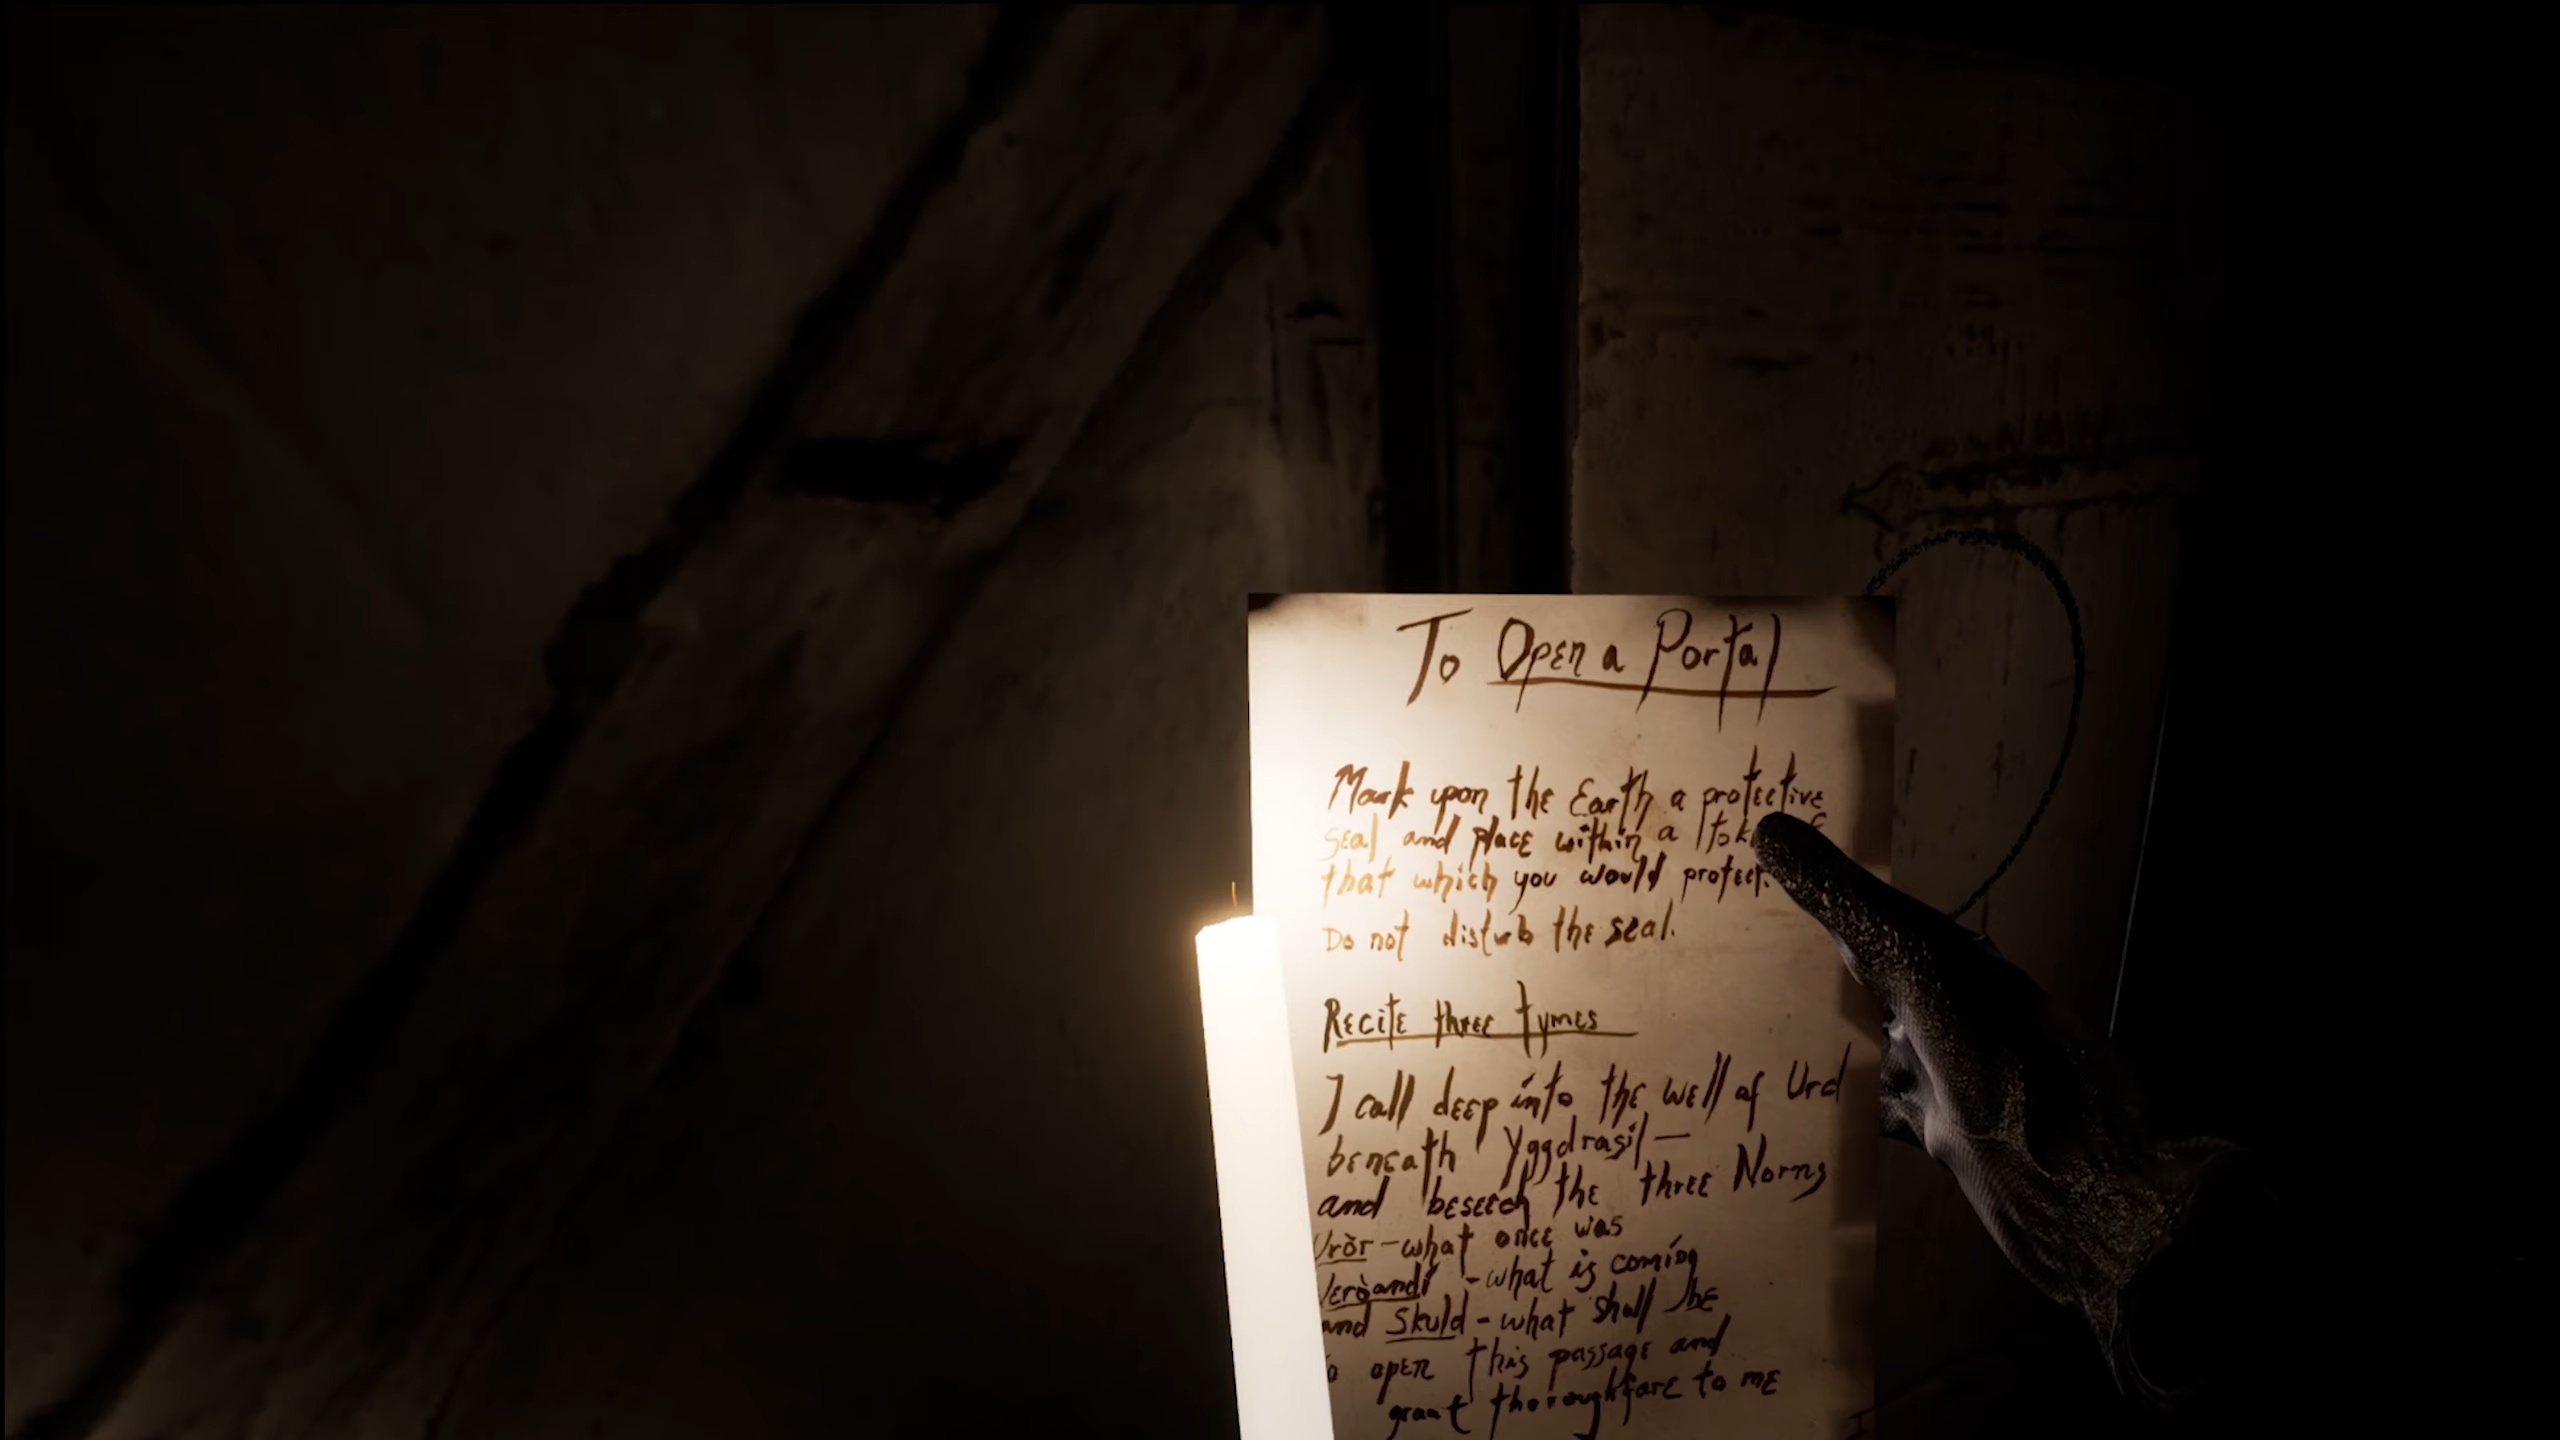 To Open a Portal
Mark upon the Earth a protective
seal and place within a
that which you would protect.
Do not disturb the seal.
Recite three tymes
I call deep into the well of Urd
beneath Yggdrasil—
and beseech the three Norns
Uròr - what once was
Veròandi - what is coming
and Skuld - what shall be
to open this passage and
grant thoroughfare to me